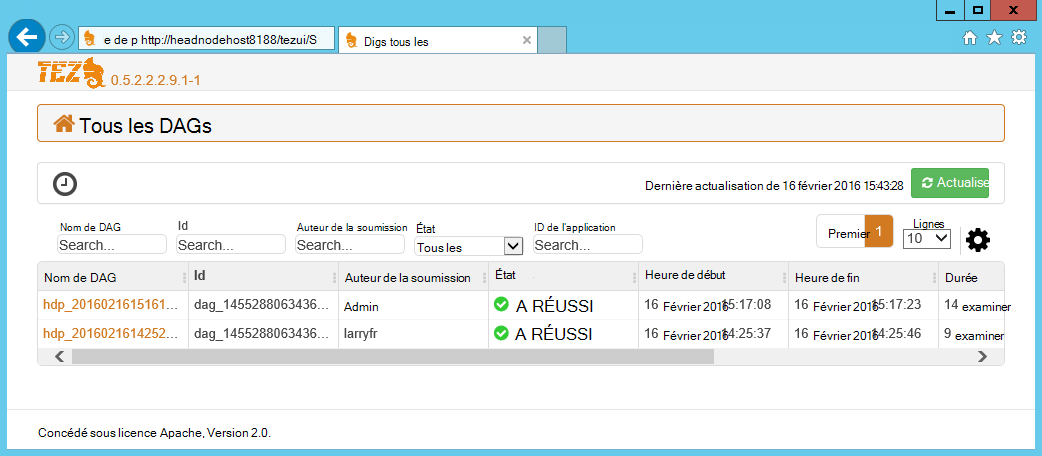 e de p http://headnodehost8188/tezui/S
Digs tous les
TEZ 0.5.2.2.2.9.1-1
Tous les DAGs
Dernière actualisation de 16 février 2016 15:43:28
Actualise
Nom de DAG Id Auteur de la soumission État ID de l'application
Search... Search... Search... Tous les Search...
Premier 1
Lignes
10
Nom de DAG Id Auteur de la soumission État Heure de début Heure de fin Durée
hdp_2016021615161... dag_1455288063436... Admin A RÉUSSI 16 Février 2016 15:17:08 16 Février 2016 15:17:23 14 examiner
hdp_2016021614252... dag_1455288063436... larryfr A RÉUSSI 16 Février 2016 14:25:37 16 Février 2016 14:25:46 9 examiner
Concédé sous licence Apache, Version 2.0.